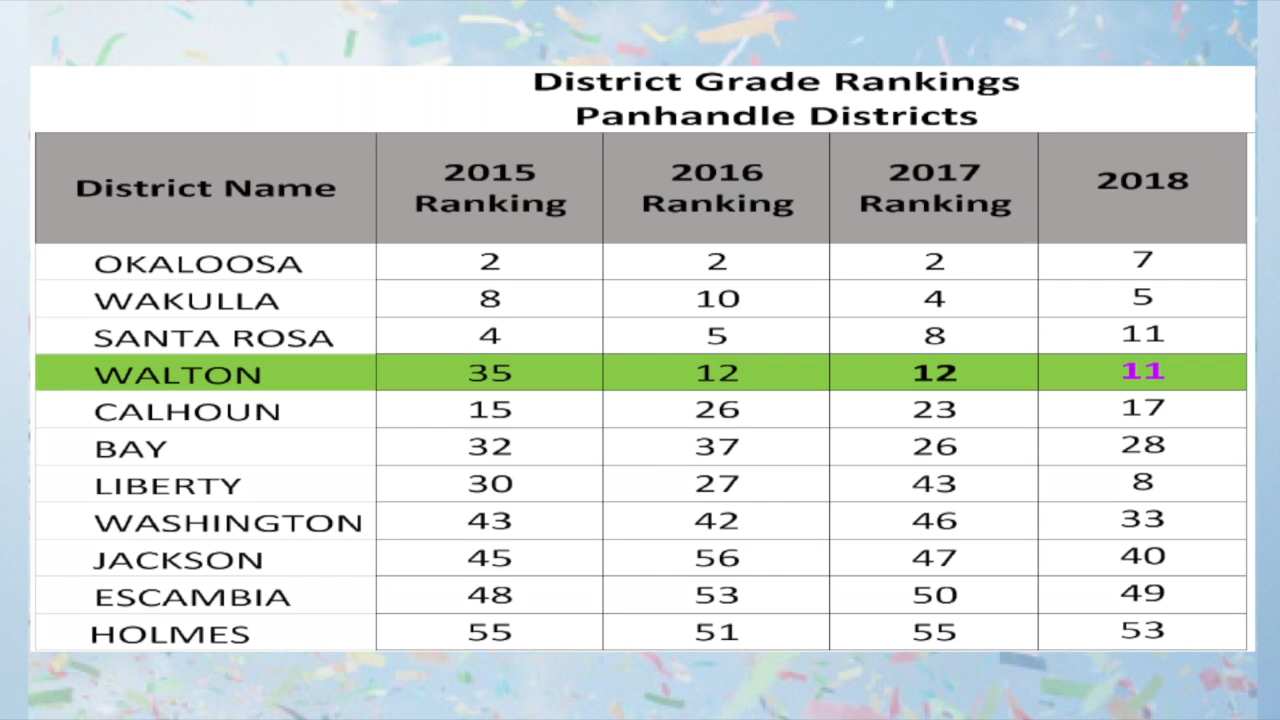 District Grade Rankings
Panhandle Districts
District Name 2015 Ranking 2016 Ranking 2017 Ranking 2018
OKALOOSA 2 2 2 7
WAKULLA 8 10 4 5
SANTA ROSA 4 5 8 11
WALTON 35 12 12 11
CALHOUN 15 26 23 17
BAY 32 37 26 28
LIBERTY 30 27 43 8
WASHINGTON 43 42 46 33
JACKSON 45 56 47 40
ESCAMBIA 48 53 50 49
HOLMES 55 51 55 53